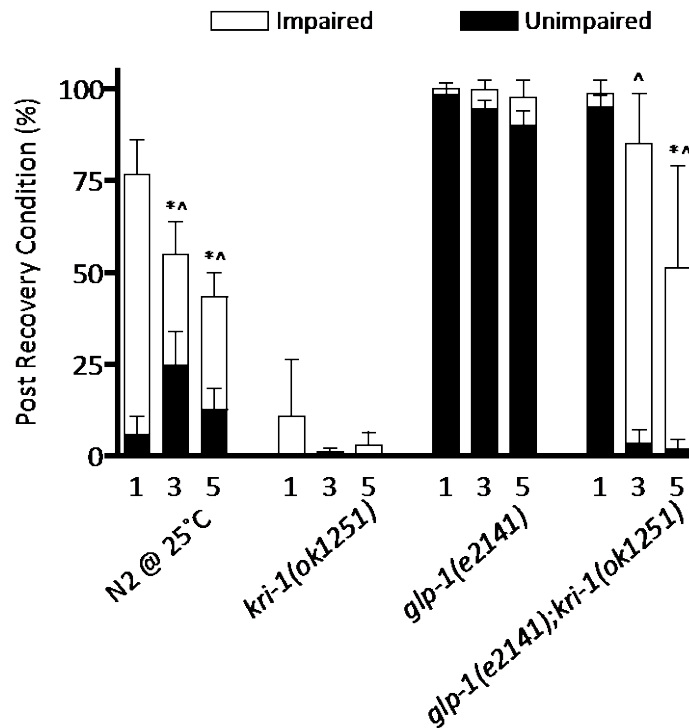 Impaired Unimpaired
Post Recovery Condition (%)
100
75
50
25
0
*^ *^ ^ *^
1 3 5 1 3 5 1 3 5 1 3 5
N2 @ 25°C
kri-1(ok1251)
glp-1(e2141)
glp-1(e2141);kri-1(ok1251)